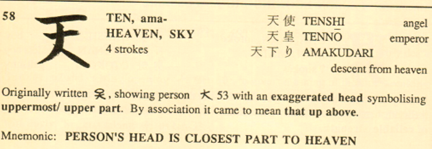 58 天 TEN, ama- 天使 TENSHI angel
HEAVEN, SKY 天皇 TENNŌ emperor
4 strokes 天下り AMAKUDARI
descent from heaven
Originally written , showing person 53 with an exaggerated head symbolising
uppermost/ upper part. By association it came to mean that up above.
Mnemonic: PERSON'S HEAD IS CLOSEST PART TO HEAVEN